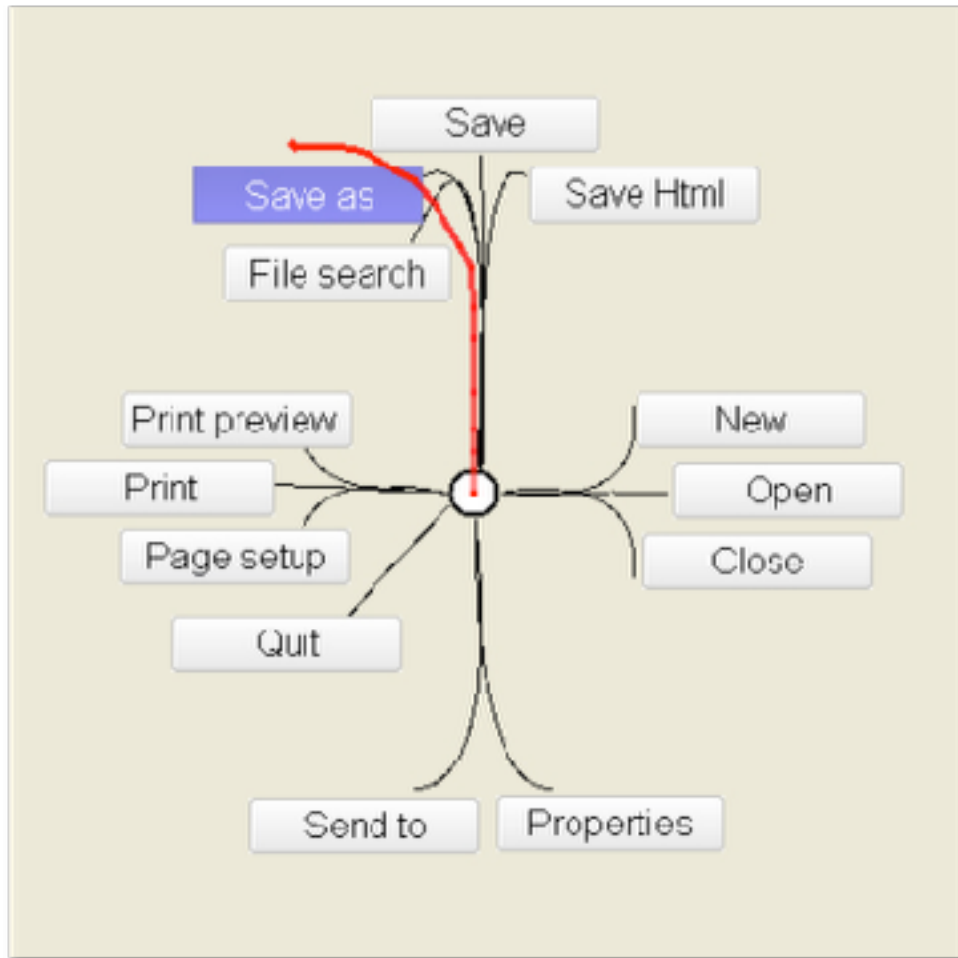 Save
Save as
Save Html
File search
Print preview
New
Print
Open
Page setup
Close
Quit
Send to
Properties